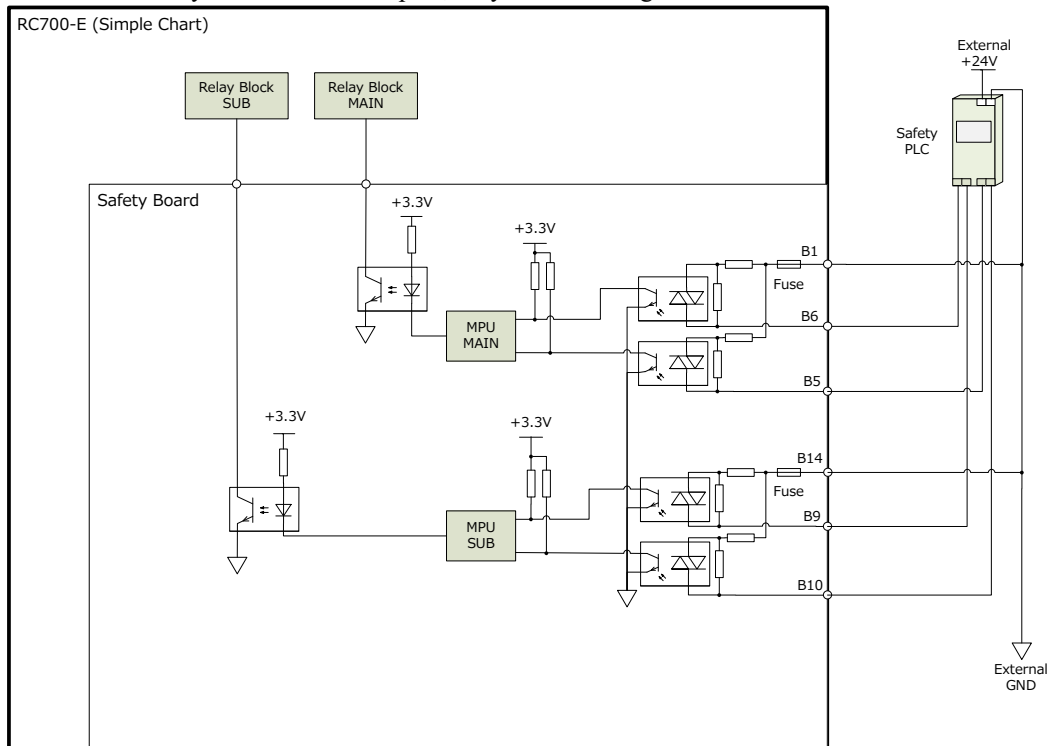 RC700-E (Simple Chart)
External
+24V
Relay Block
SUB
Relay Block
MAIN
Safety
PLC
Safety Board
+3.3V
+3.3V
B1
Fuse
MPU
MAIN
B6
B5
+3.3V
+3.3V
B14
Fuse
MPU
SUB
B9
B10
External
GND